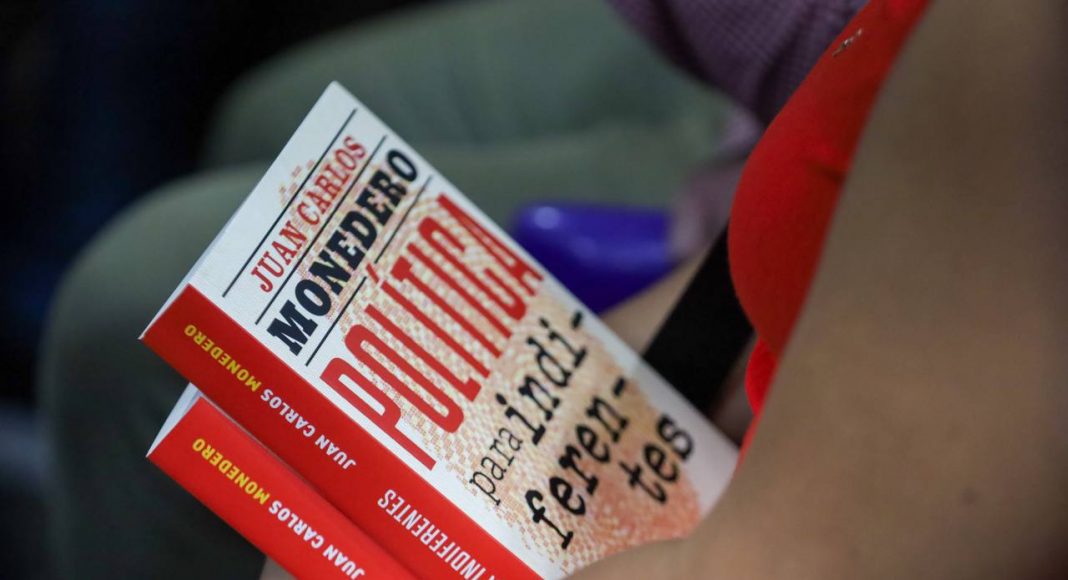 JUAN CARLOS
MONEDERO
POLÍTICA
para indi-
feren-
tes
INDIFERENTES JUAN CARLOS MONEDERO
JUAN CARLOS MONEDERO